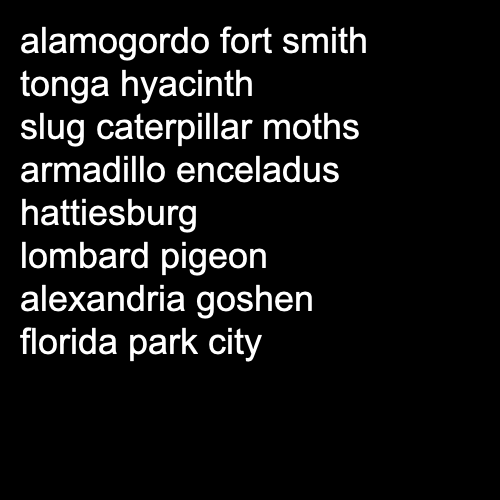 alamogordo fort smith
tonga hyacinth
slug caterpillar moths
armadillo enceladus
hattiesburg
lombard pigeon
alexandria goshen
florida park city